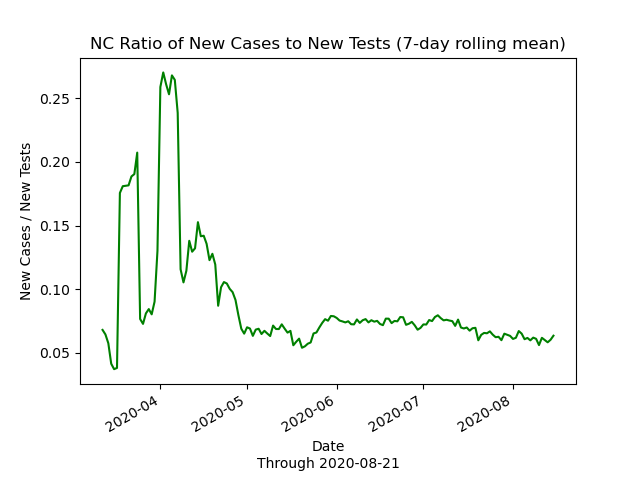 NC Ratio of New Cases to New Tests (7-day rolling mean)
0.25
0.20
0.15
0.10
0.05
New Cases / New Tests
2020-04
2020-05
2020-06
2020-07
2020-08
Date
Through 2020-08-21